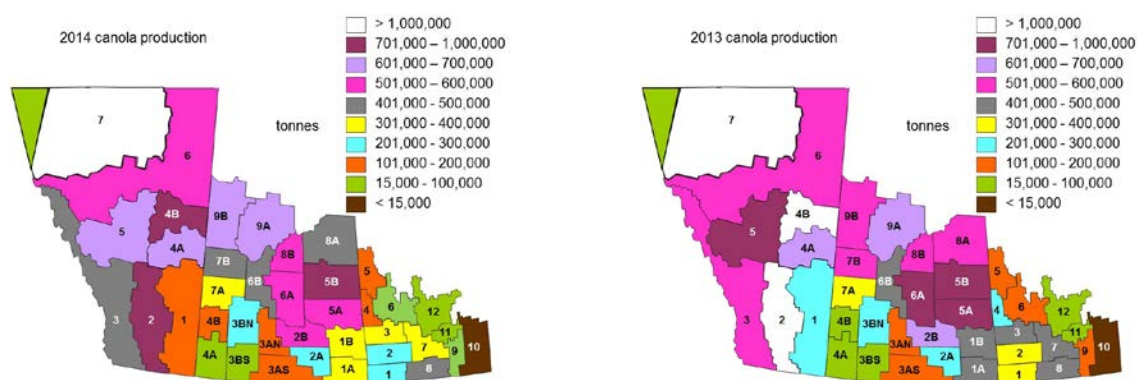 2014 canola production
tonnes
> 1,000,000
701,000 – 1,000,000
601,000 – 700,000
501,000 – 600,000
401,000 - 500,000
301,000 - 400,000
201,000 - 300,000
101,000 - 200,000
15,000 - 100,000
< 15,000
7
6
5
4B
9B
9A
4A
7B
8B
8A
6B
5B
5
3
2
1
7A
6A
4
6
12
4B
3BN
5A
3AN
2B
1B
3
7
11
4A
3BS
2A
2
9
10
3AS
1A
1
8
2013 canola production
tonnes
> 1,000,000
701,000 – 1,000,000
601,000 – 700,000
501,000 – 600,000
401,000 - 500,000
301,000 - 400,000
201,000 - 300,000
101,000 - 200,000
15,000 - 100,000
< 15,000
7
6
5
4B
9B
9A
4A
7B
8B
8A
6B
5B
5
3
2
1
7A
6A
4
6
12
4B
3BN
5A
3AN
2B
1B
3
7
11
4A
3BS
2A
2
9
10
3AS
1A
1
8